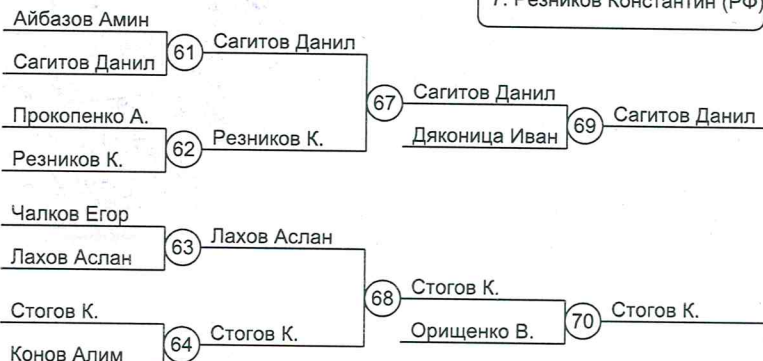 7. Резников Константин (РФ)
Айбазов Амин
61
Сагитов Данил
Сагитов Данил
67
Сагитов Данил
69
Сагитов Данил
Прокопенко А.
62
Резников К.
Дяконица Иван
Резников К.
Чалков Егор
63
Лахов Аслан
Лахов Аслан
68
Стогов К.
70
Стогов К.
Стогов К.
64
Стогов К.
Орищенко В.
Конов Алим